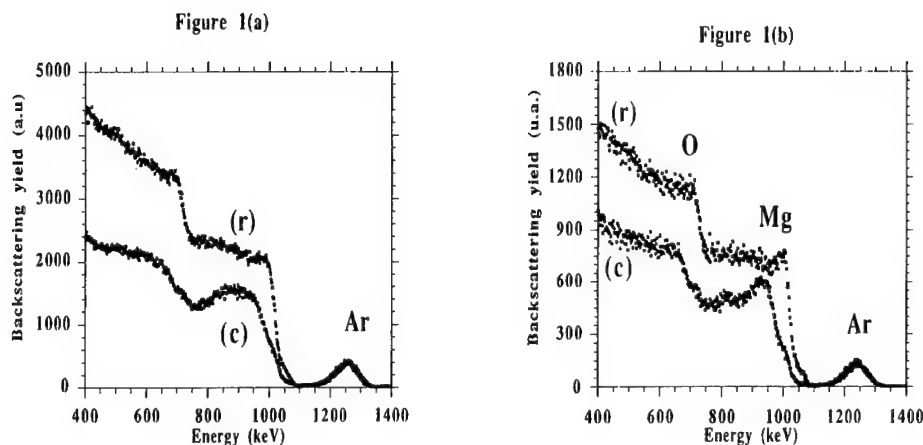 Figure 1(a)
Backscattering yield (a.u)
5000
4000
3000
2000
1000
0
(r)
(c)
Ar
400 600 800 1000 1200 1400
Energy (keV)
Figure 1(b)
Backscattering yield (u.a.)
1800
1500
1200
900
600
300
0
(r)
O
Mg
(c)
Ar
400 600 800 1000 1200 1400
Energy (keV)